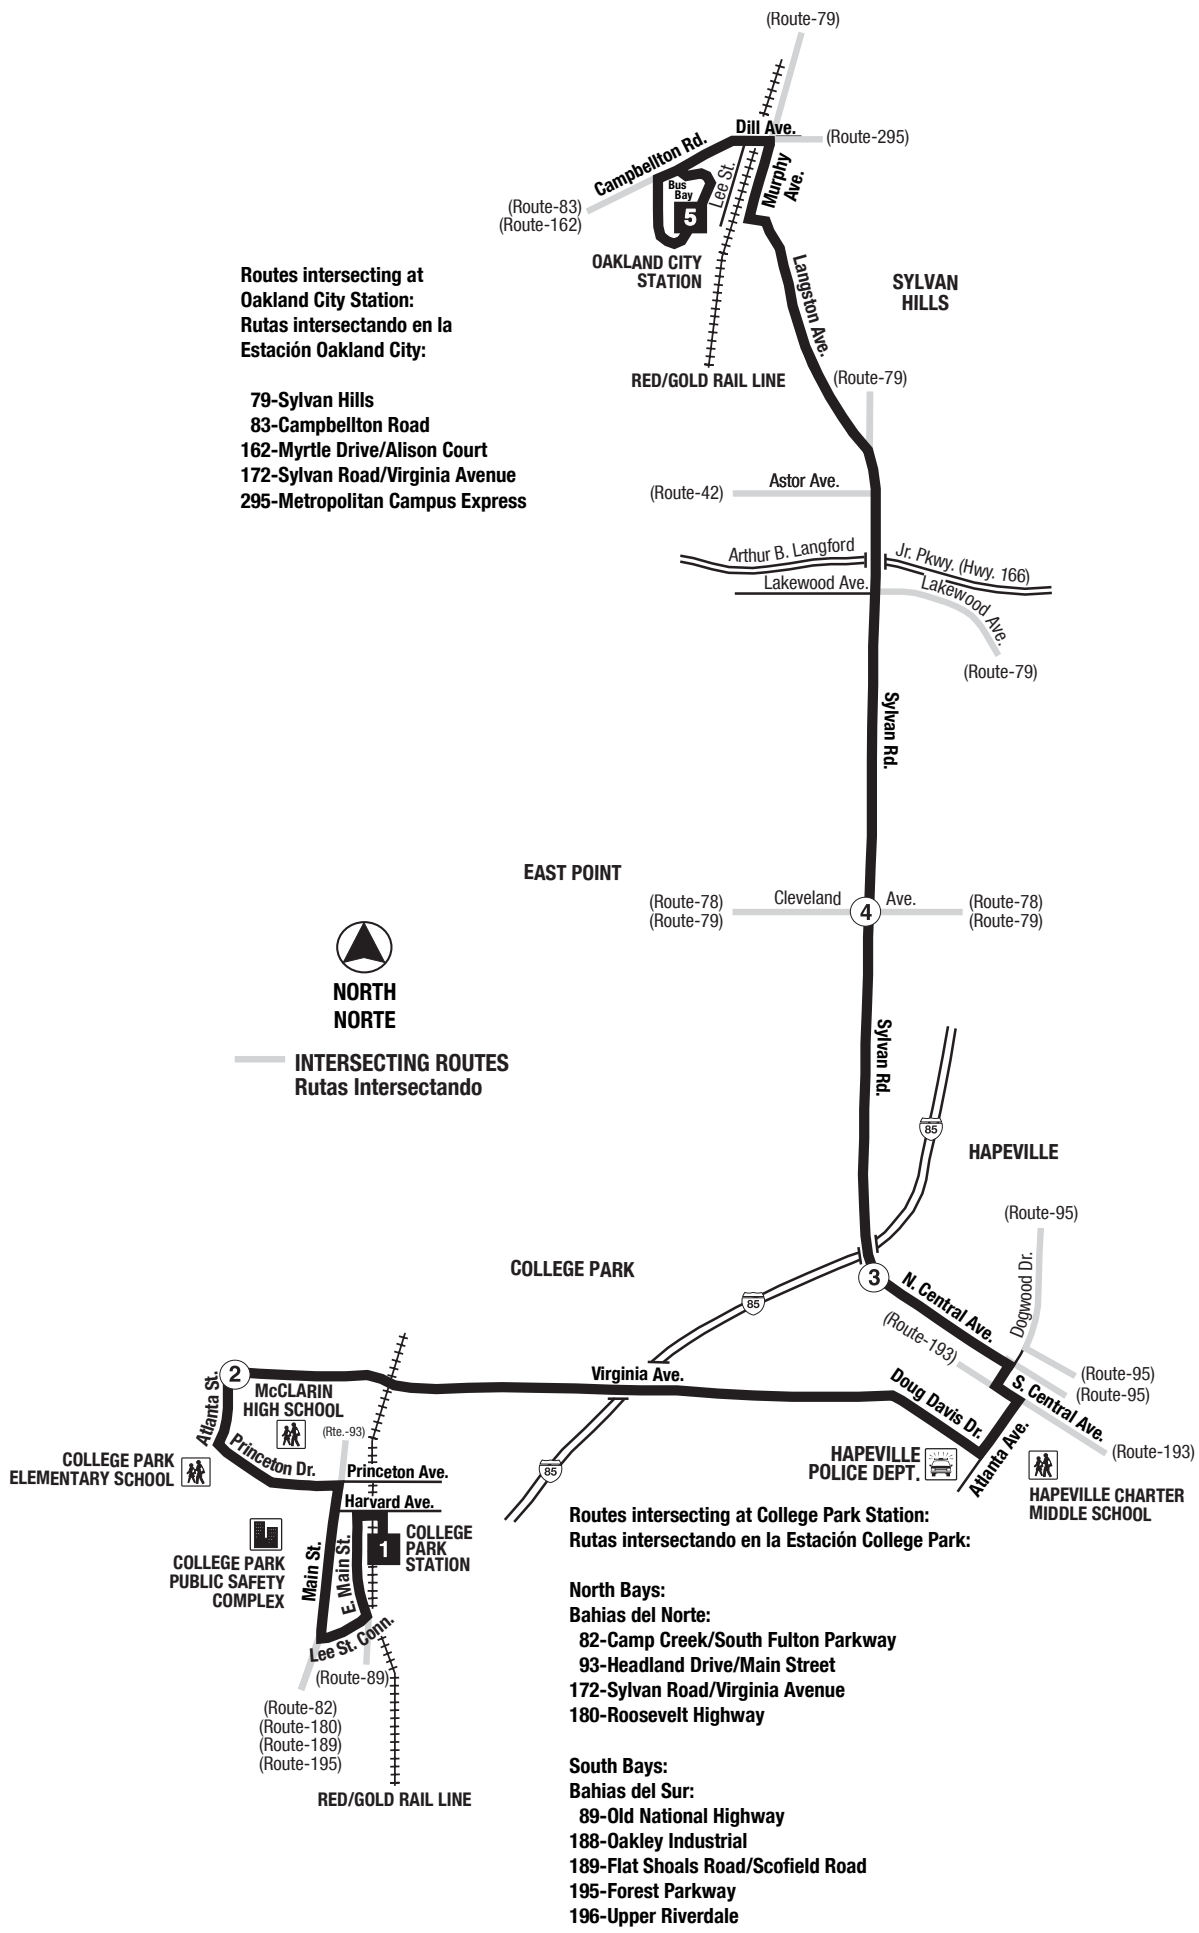 (Route-79)
Dill Ave.
(Route-295)
Campbellton Rd.
Lee St.
Murphy
Ave.
Bus
Bay
5
(Route-83)
(Route-162)
OAKLAND CITY
STATION
Langston Ave.
SYLVAN
HILLS
Routes intersecting at
Oakland City Station:
Rutas intersectando en la
Estación Oakland City:
79-Sylvan Hills
83-Campbellton Road
162-Myrtle Drive/Alison Court
172-Sylvan Road/Virginia Avenue
295-Metropolitan Campus Express
RED/GOLD RAIL LINE
(Route-79)
Astor Ave.
(Route-42)
Arthur B. Langford
Jr. Pkwy. (Hwy. 166)
Lakewood Ave.
Lakewood Ave.
(Route-79)
Sylvan Rd.
EAST POINT
Cleveland
Ave.
4
(Route-78)
(Route-79)
(Route-78)
(Route-79)
NORTH
NORTE
INTERSECTING ROUTES
Rutas Intersectando
Sylvan Rd.
85
HAPEVILLE
(Route-95)
Dogwood Dr.
COLLEGE PARK
3
N. Central Ave.
85
(Route-193)
(Route-95)
(Route-95)
S. Central Ave.
(Route-193)
Virginia Ave.
Doug Davis Dr.
Atlanta Ave.
2
Atlanta St.
McCLARIN
HIGH SCHOOL
(Rte.-93)
Princeton Dr.
COLLEGE PARK
ELEMENTARY SCHOOL
Princeton Ave.
Harvard Ave.
85
HAPEVILLE
POLICE DEPT.
HAPEVILLE CHARTER
MIDDLE SCHOOL
1
COLLEGE
PARK
STATION
COLLEGE PARK
PUBLIC SAFETY
COMPLEX
Main St.
E. Main St.
Lee St. Conn.
(Route-89)
(Route-82)
(Route-180)
(Route-189)
(Route-195)
RED/GOLD RAIL LINE
Routes intersecting at College Park Station:
Rutas intersectando en la Estación College Park:
North Bays:
Bahias del Norte:
82-Camp Creek/South Fulton Parkway
93-Headland Drive/Main Street
172-Sylvan Road/Virginia Avenue
180-Roosevelt Highway
South Bays:
Bahias del Sur:
89-Old National Highway
188-Oakley Industrial
189-Flat Shoals Road/Scofield Road
195-Forest Parkway
196-Upper Riverdale